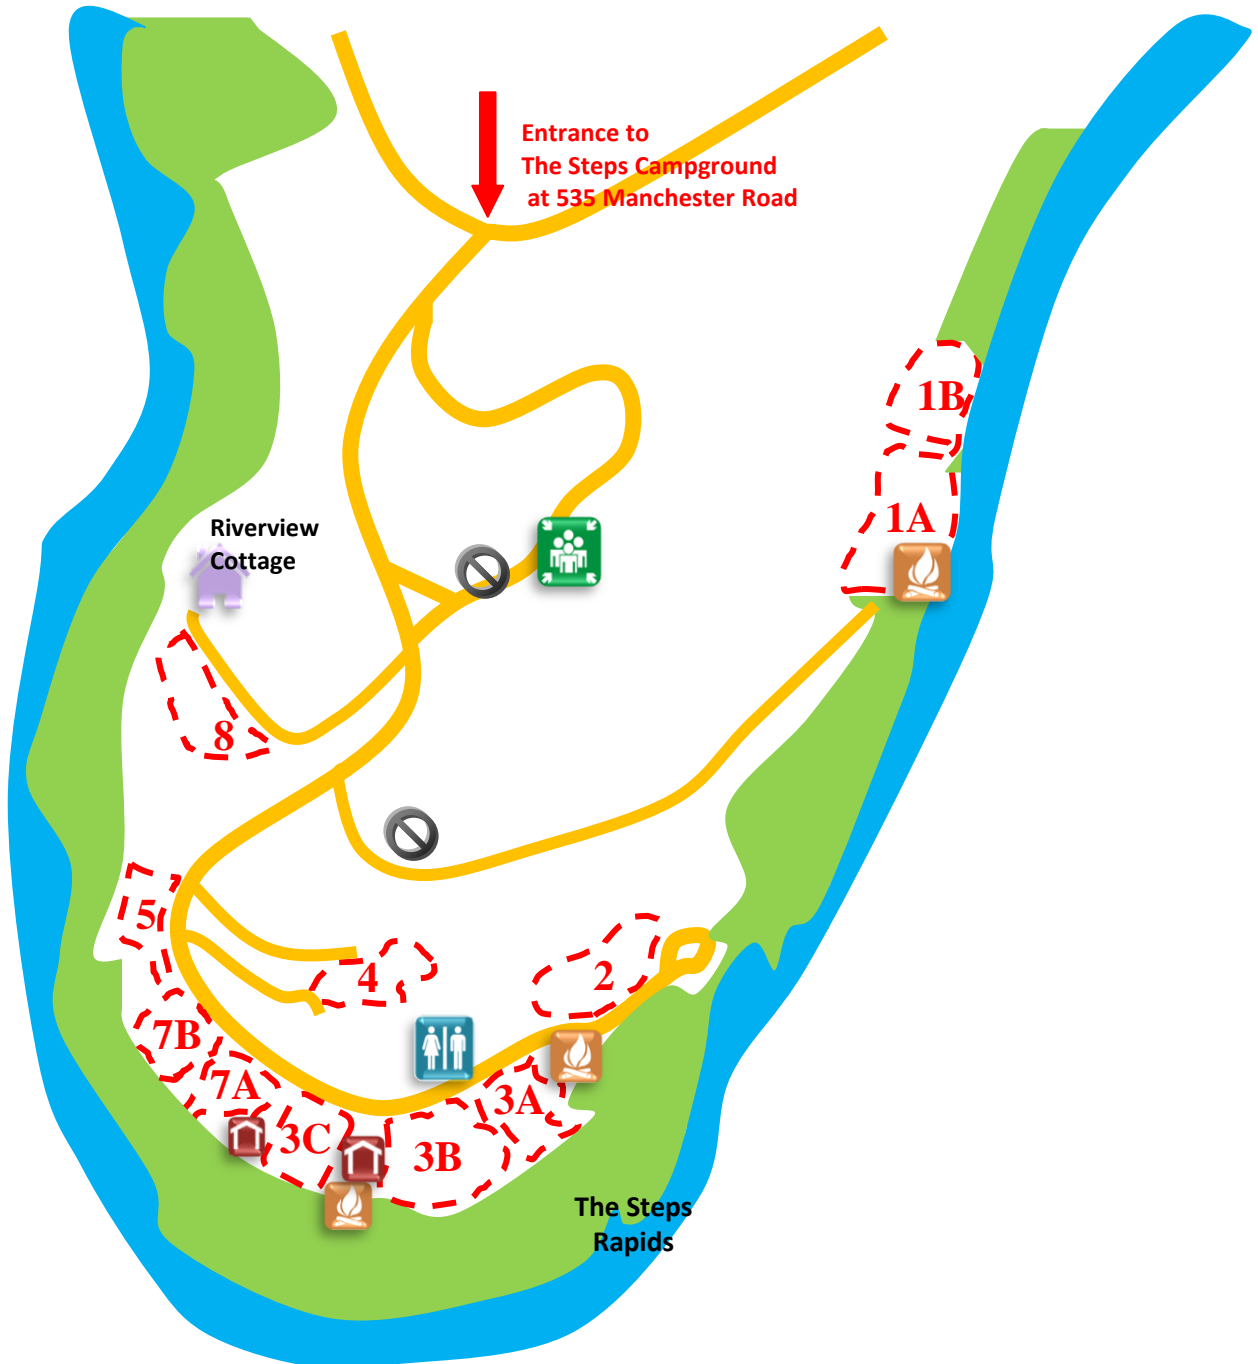 Entrance to
The Steps Campground
at 535 Manchester Road
1B
1A
Riverview
Cottage
8
5
4
2
7B
7A
3A
3C
3B
The Steps
Rapids